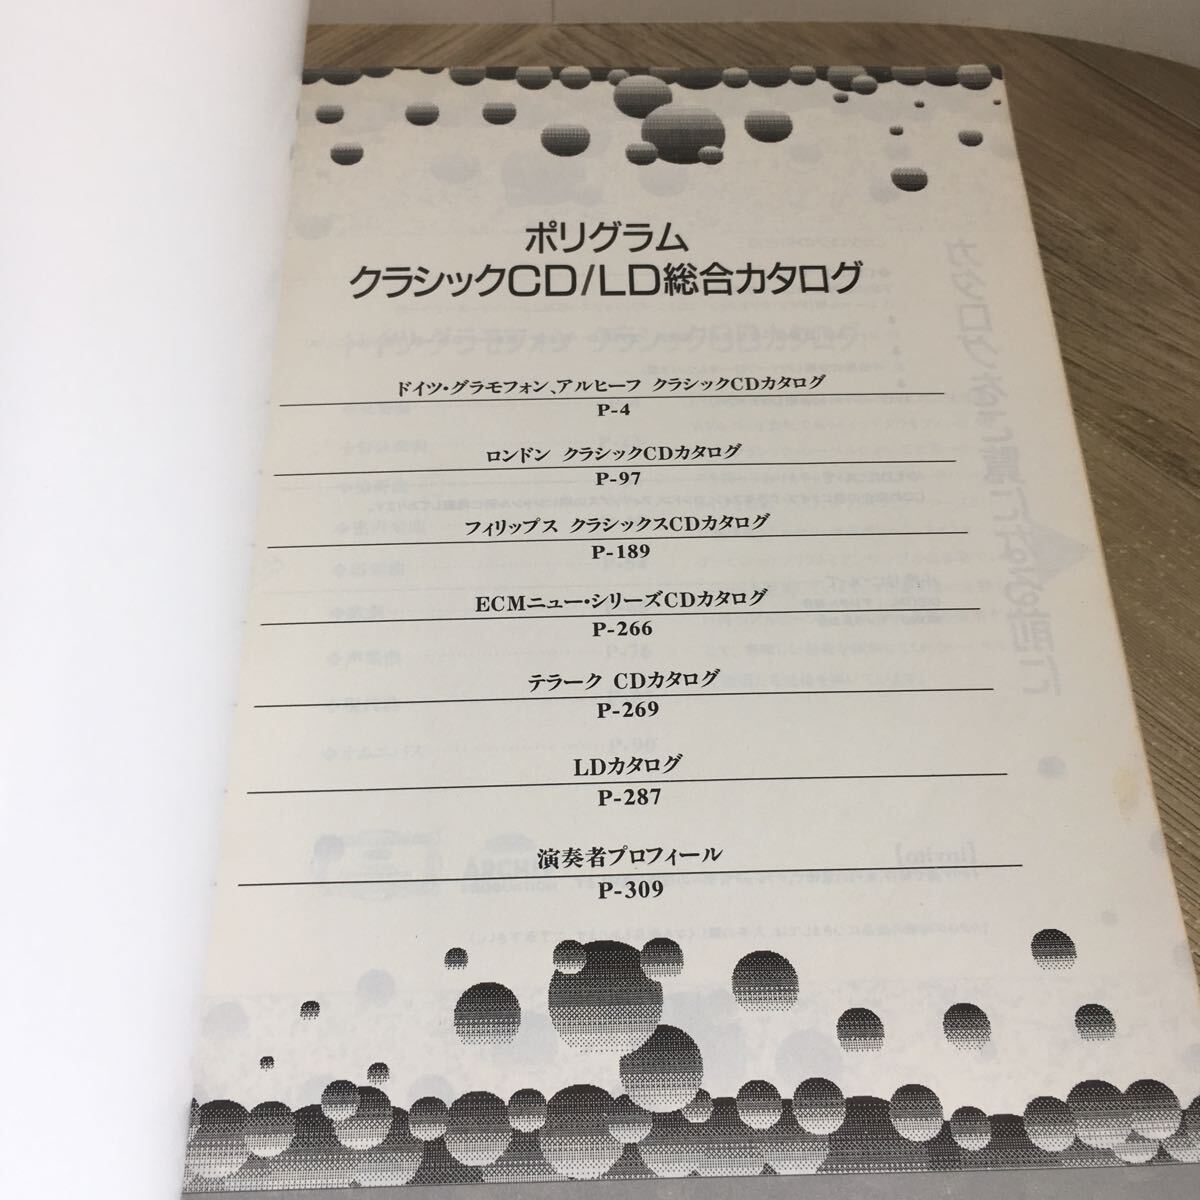 ポリグラム
クラシックCD/LD総合カタログ
ドイツ・グラモフォン、アルヒーフ クラシックCDカタログ
P-4
ロンドン クラシックCDカタログ
P-97
フィリップス クラシックスCDカタログ
P-189
ECMニュー・シリーズCDカタログ
P-266
テラーク CDカタログ
P-269
LDカタログ
P-287
演奏者プロフィール
P-309